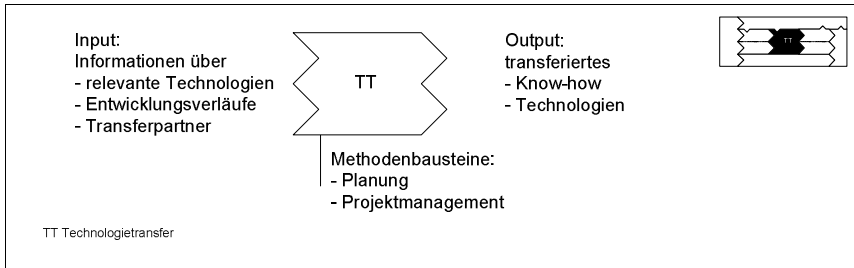 Input:
Informationen über
- relevante Technologien
- Entwicklungsverläufe
- Transferpartner
TT
Output:
transferiertes
- Know-how
- Technologien
TT
Methodenbausteine:
- Planung
- Projektmanagement
TT Technologietransfer